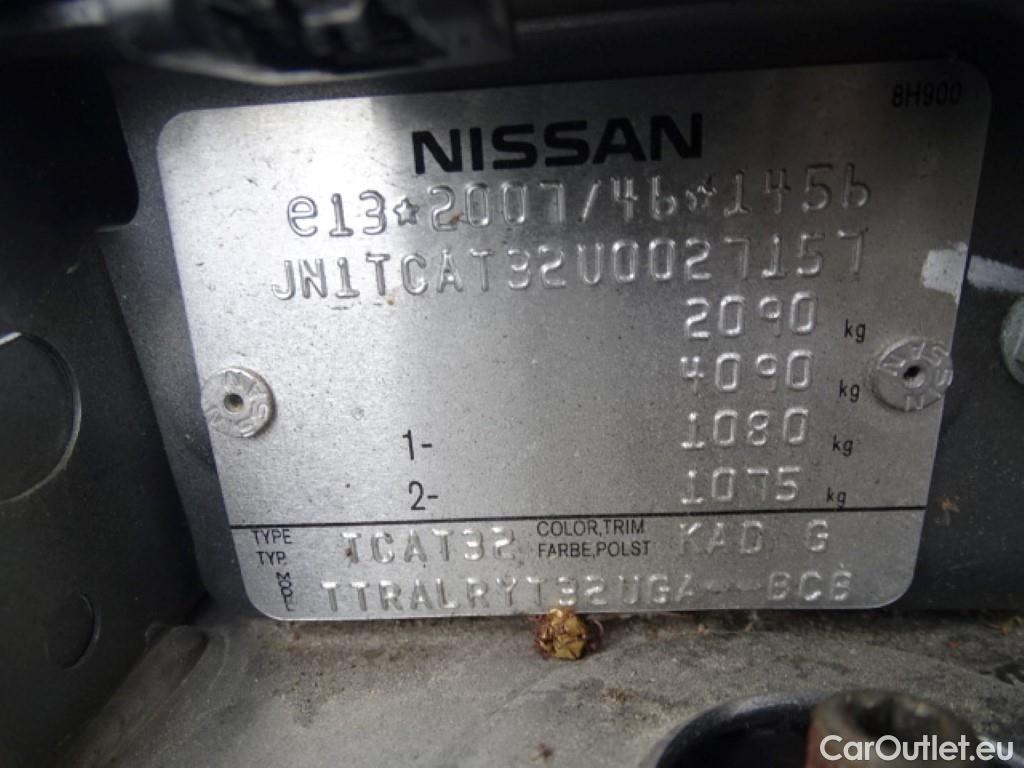 8H900
NISSAN
e13*2007/46*1456
JN1TCAT32U0027157
2090 kg
4090 kg
1- 1080 kg
2- 1075 kg
TYPE TCAT32 COLOR,TRIM KAD G
TYP. FARBE,POLST
MODEL TTRALRYT32UGA--BCB
CarOutlet.eu